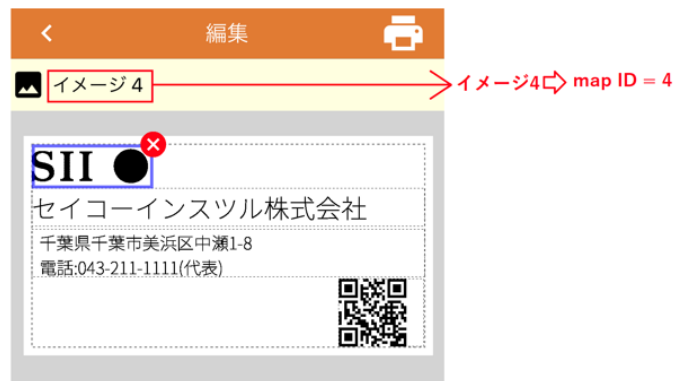 編集
イメージ 4
イメージ4⇨ map ID = 4
SII ●
セイコーインスツル株式会社
千葉県千葉市美浜区中瀬1-8
電話:043-211-1111(代表)